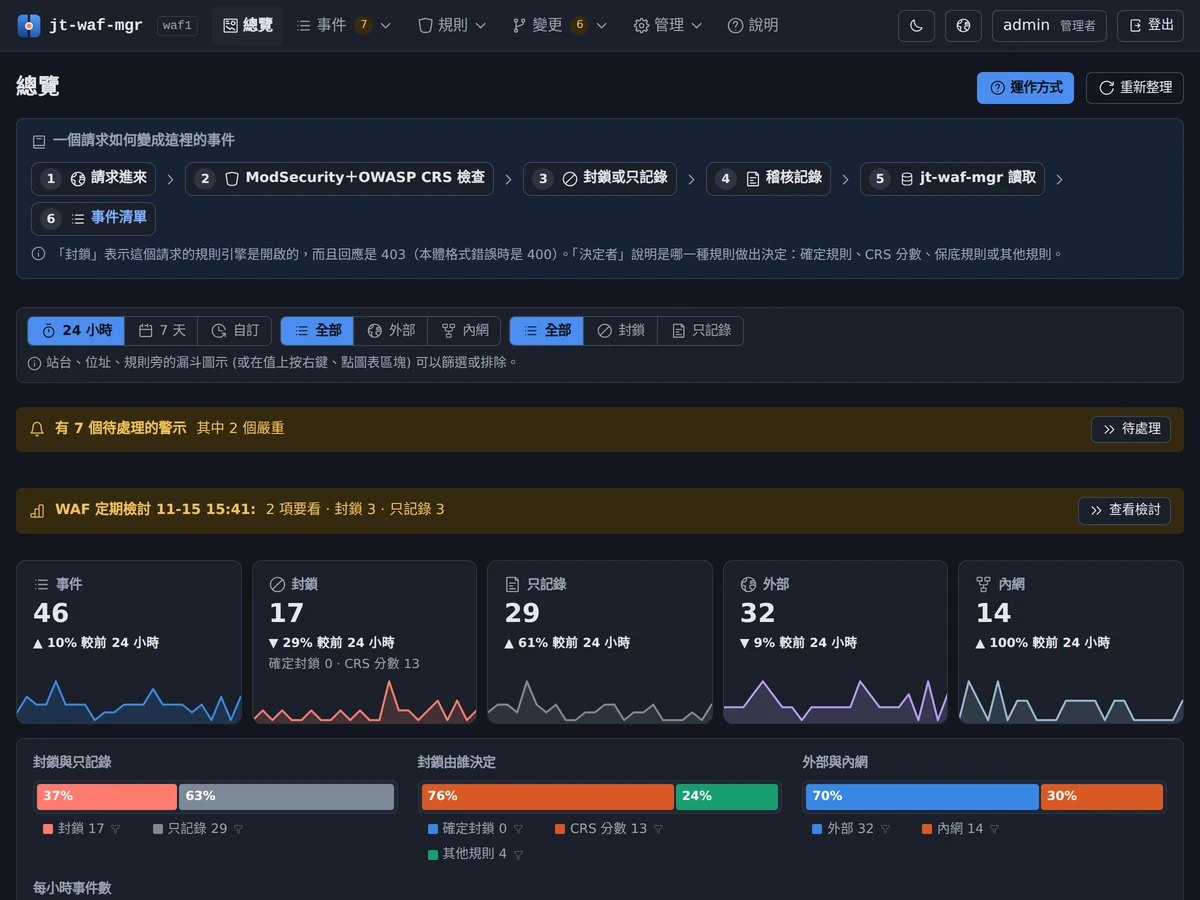 jt-waf-mgr waf1 總覽 事件 7 規則 變更 6 管理 說明 admin 管理者 登出
總覽 運作方式 重新整理
一個請求如何變成這裡的事件
1 請求進來 2 ModSecurity+OWASP CRS 檢查 3 封鎖或只記錄 4 稽核記錄 5 jt-waf-mgr 讀取
6 事件清單
「封鎖」表示這個請求的規則引擎是開啟的，而且回應是 403（本體格式錯誤時是 400）。「決定者」說明是哪一種規則做出決定：確定規則、CRS 分數、保底規則或其他規則。
24 小時 7 天 自訂 全部 外部 內網 全部 封鎖 只記錄
站台、位址、規則旁的漏斗圖示 (或在值上按右鍵、點圖表區塊) 可以篩選或排除。
有 7 個待處理的警示 其中 2 個嚴重 待處理
WAF 定期檢討 11-15 15:41: 2 項要看 · 封鎖 3 · 只記錄 3 查看檢討
事件 封鎖 只記錄 外部 內網
46 17 29 32 14
▲ 10% 較前 24 小時 ▼ 29% 較前 24 小時 ▲ 61% 較前 24 小時 ▼ 9% 較前 24 小時 ▲ 100% 較前 24 小時
確定封鎖 0 · CRS 分數 13
封鎖與只記錄 封鎖由誰決定 外部與內網
37% 63% 76% 24% 70% 30%
封鎖 17 只記錄 29 確定封鎖 0 CRS 分數 13 外部 32 內網 14
其他規則 4
每小時事件數